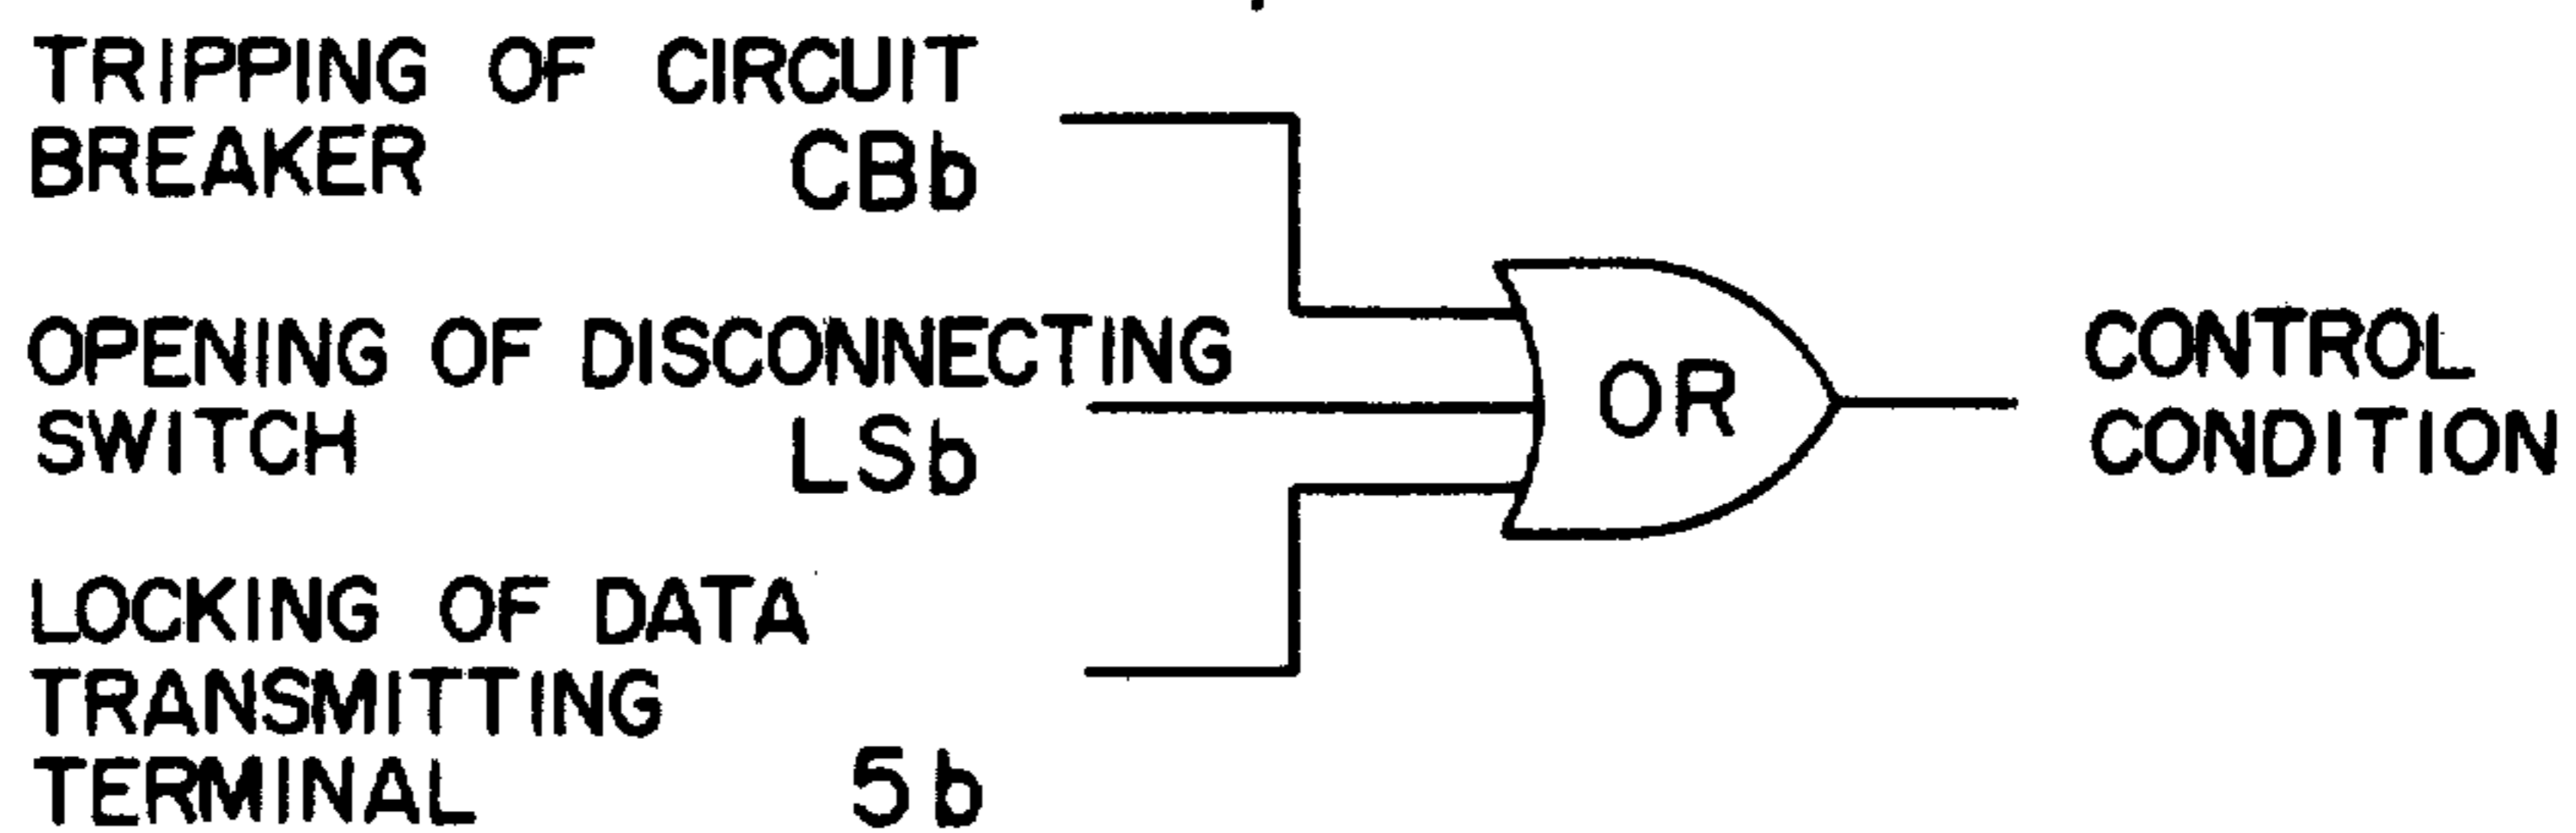 TRIPPING OF CIRCUIT
BREAKER CBb
OPENING OF DISCONNECTING
SWITCH LSb
LOCKING OF DATA
TRANSMITTING
TERMINAL 5b
OR
CONTROL
CONDITION